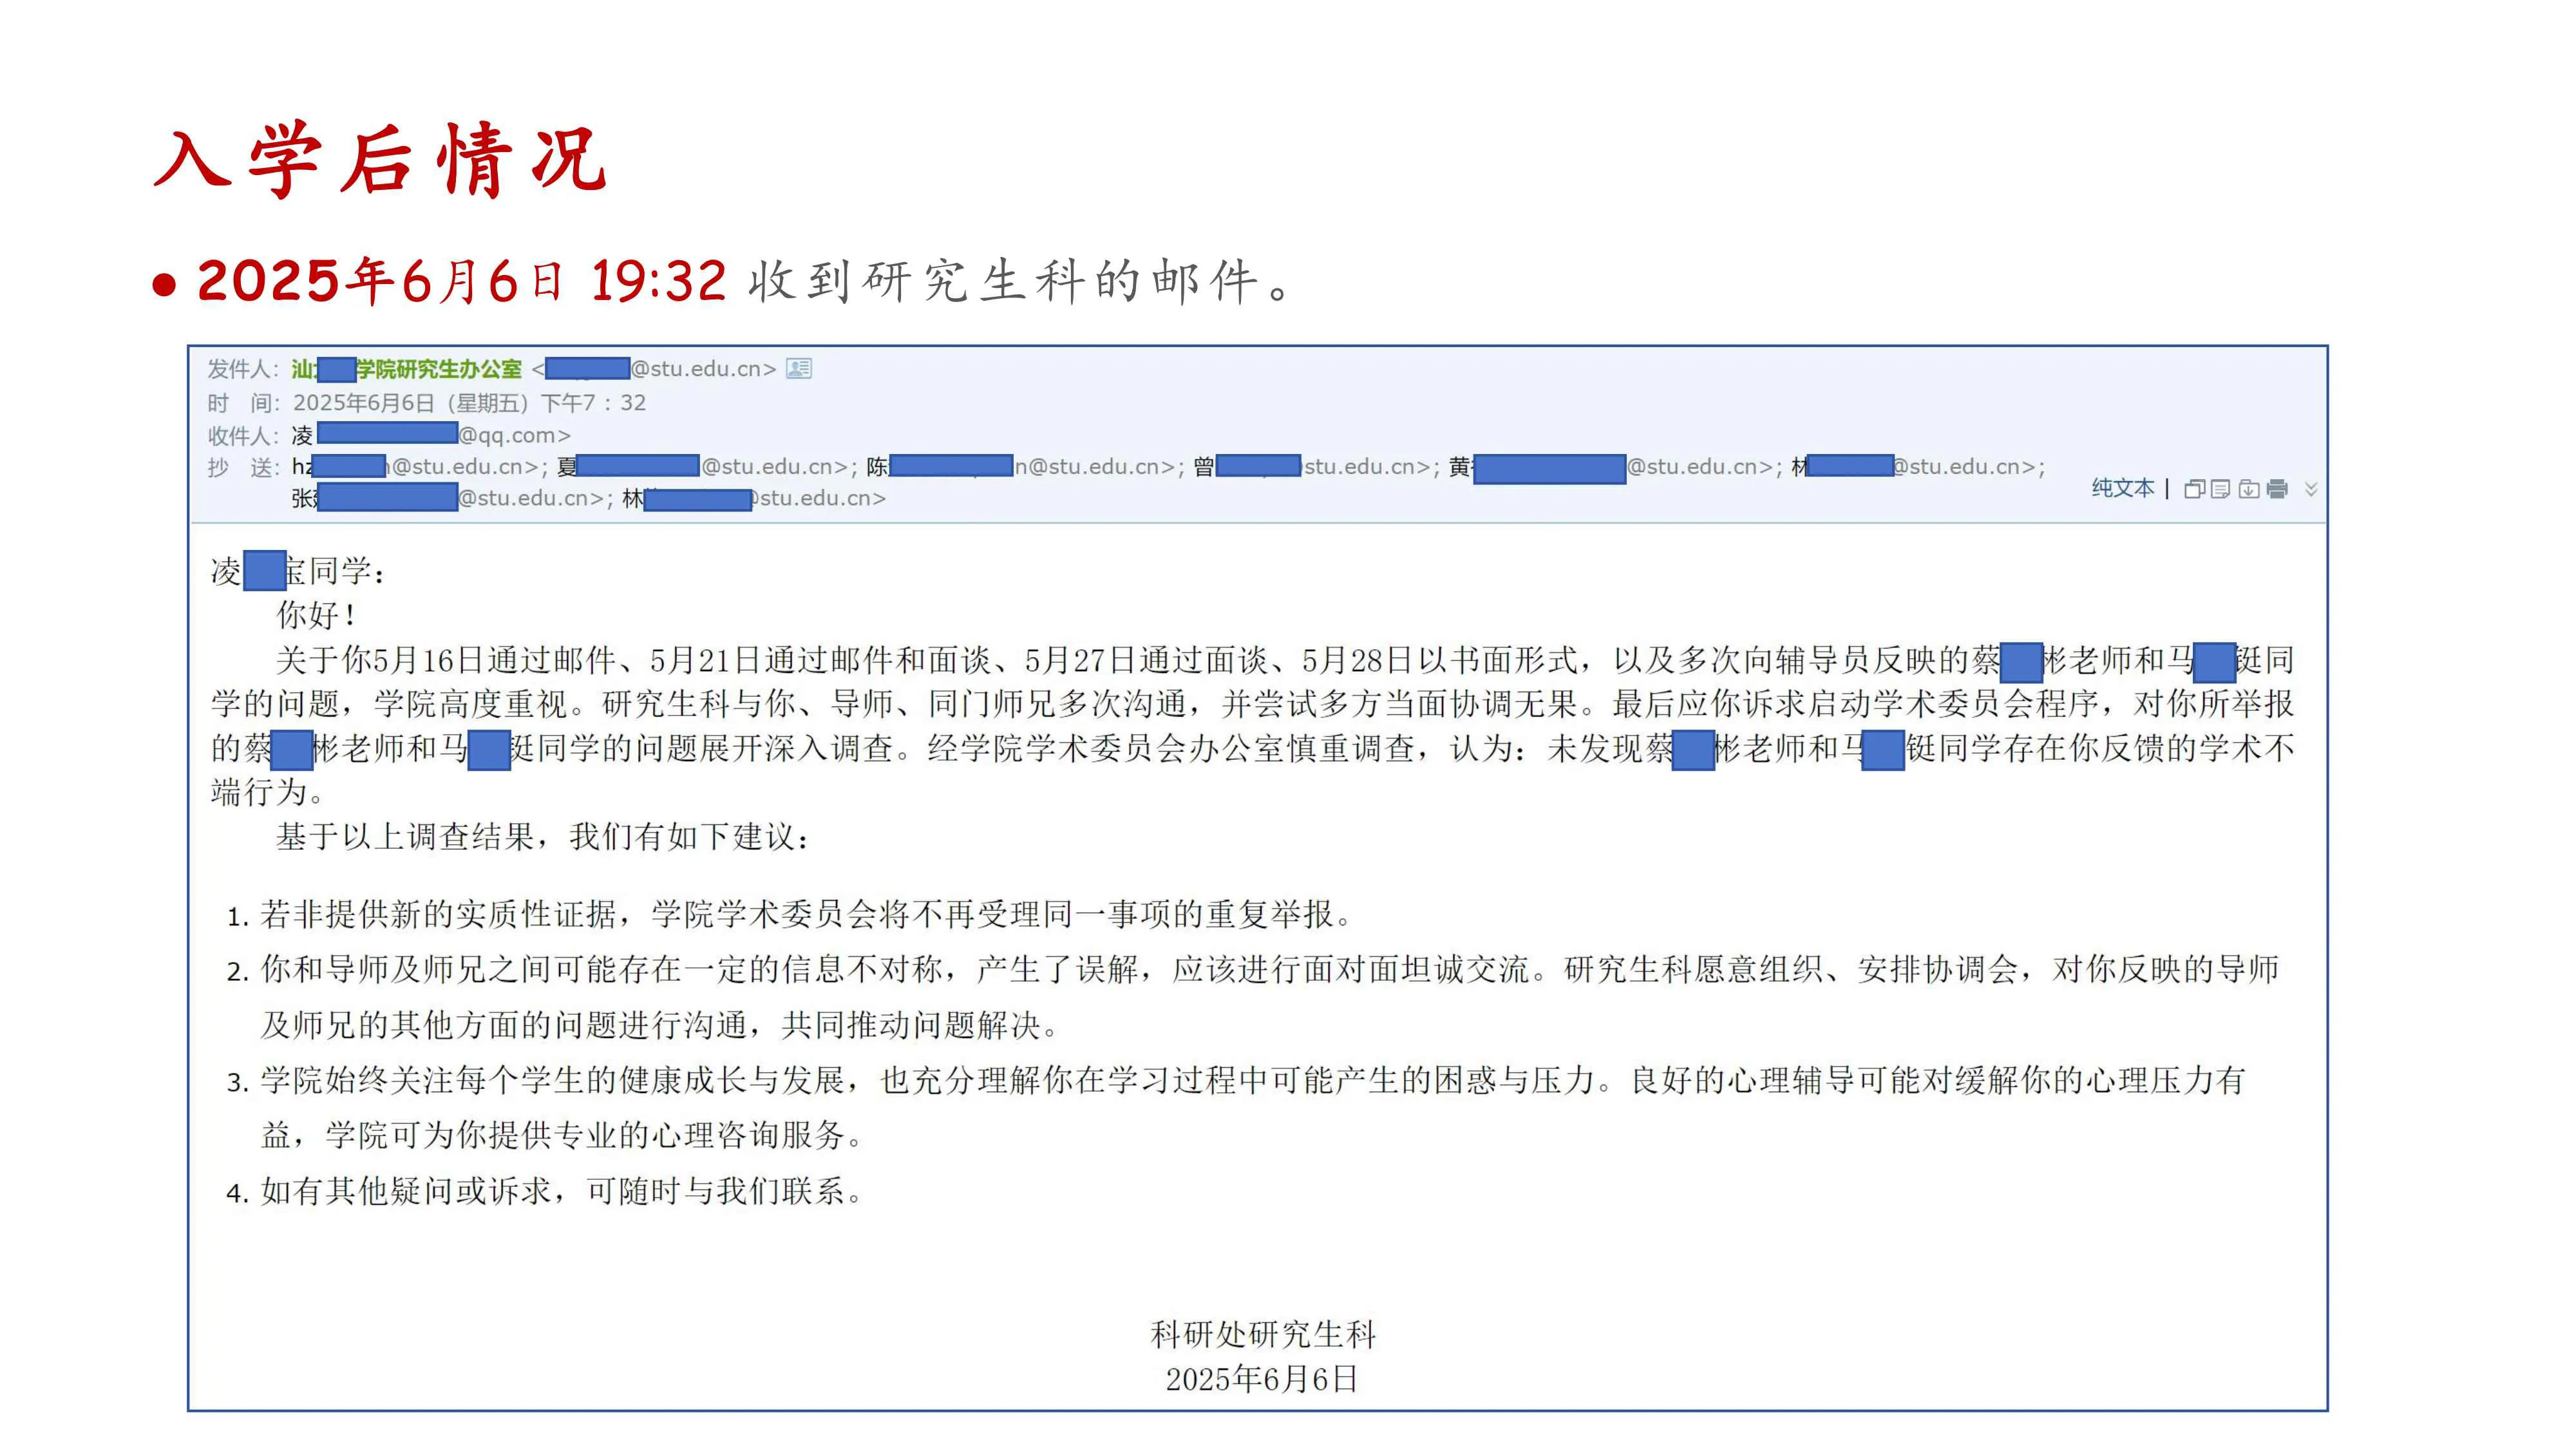 入学后情况
● 2025年6月6日 19:32 收到研究生科的邮件。
发件人：汕 学院研究生办公室 < @stu.edu.cn>
时 间：2025年6月6日（星期五）下午7：32
收件人：凌 @qq.com>
抄 送：hz @stu.edu.cn>; 夏 @stu.edu.cn>; 陈 n@stu.edu.cn>; 曾 stu.edu.cn>; 黄 @stu.edu.cn>; 林 @stu.edu.cn>;
张 @stu.edu.cn>; 林 stu.edu.cn>
纯文本 |
凌 宝同学：
你好！
关于你5月16日通过邮件、5月21日通过邮件和面谈、5月27日通过面谈、5月28日以书面形式，以及多次向辅导员反映的蔡 彬老师和马 铤同
学的问题，学院高度重视。研究生科与你、导师、同门师兄多次沟通，并尝试多方当面协调无果。最后应你诉求启动学术委员会程序，对你所举报
的蔡 彬老师和马 铤同学的问题展开深入调查。经学院学术委员会办公室慎重调查，认为：未发现蔡 彬老师和马 铤同学存在你反馈的学术不
端行为。
基于以上调查结果，我们有如下建议：
1. 若非提供新的实质性证据，学院学术委员会将不再受理同一事项的重复举报。
2. 你和导师及师兄之间可能存在一定的信息不对称，产生了误解，应该进行面对面坦诚交流。研究生科愿意组织、安排协调会，对你反映的导师
及师兄的其他方面的问题进行沟通，共同推动问题解决。
3. 学院始终关注每个学生的健康成长与发展，也充分理解你在学习过程中可能产生的困惑与压力。良好的心理辅导可能对缓解你的心理压力有
益，学院可为你提供专业的心理咨询服务。
4. 如有其他疑问或诉求，可随时与我们联系。
科研处研究生科
2025年6月6日